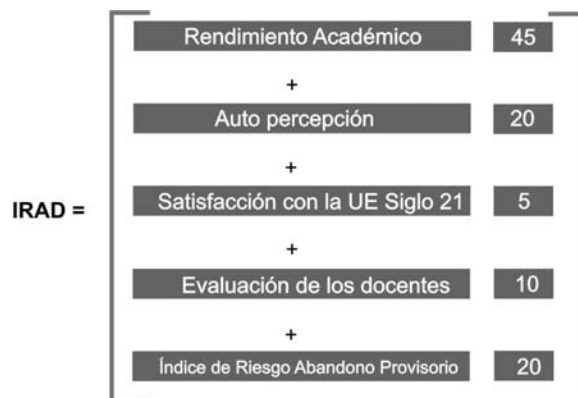 Rendimiento Académico 45
+
Auto percepción 20
+
IRAD = Satisfacción con la UE Siglo 21 5
+
Evaluación de los docentes 10
+
Índice de Riesgo Abandono Provisorio 20